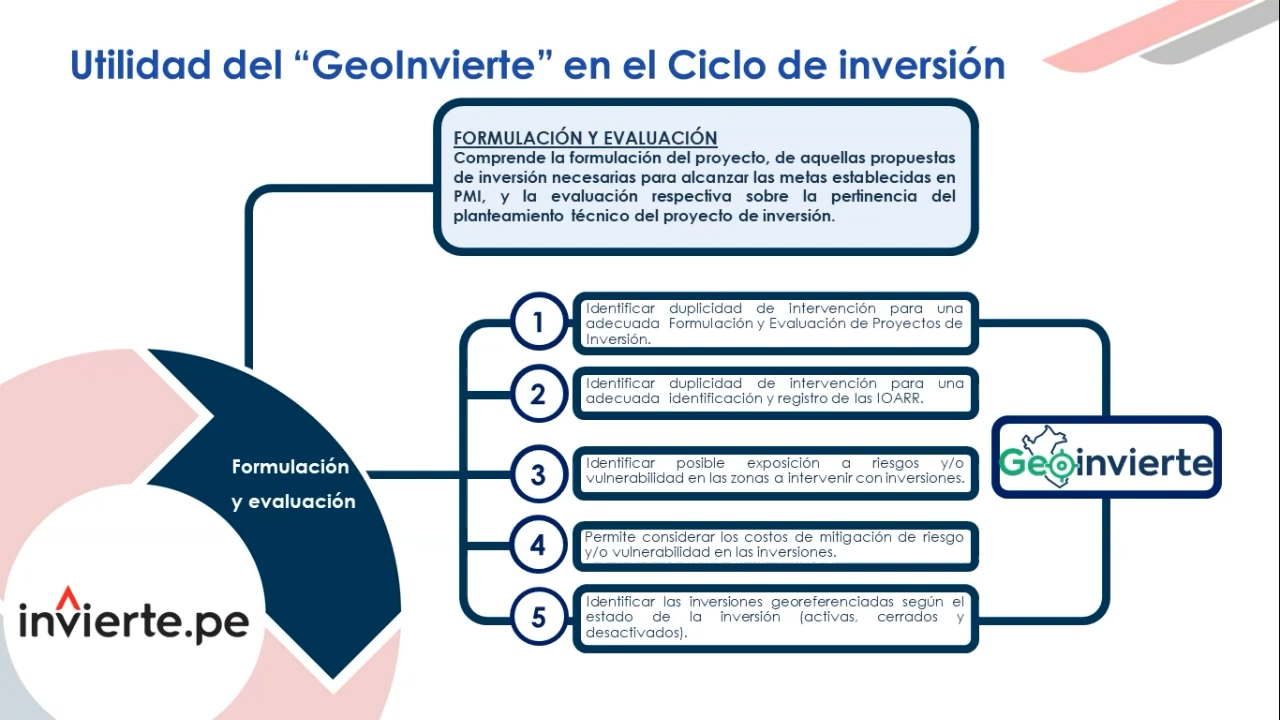 Utilidad del “GeoInvierte” en el Ciclo de inversión
FORMULACIÓN Y EVALUACIÓN
Comprende la formulación del proyecto, de aquellas propuestas
de inversión necesarias para alcanzar las metas establecidas en
PMI, y la evaluación respectiva sobre la pertinencia del
planteamiento técnico del proyecto de inversión.
1
Identificar duplicidad de intervención para una
adecuada Formulación y Evaluación de Proyectos de
Inversión.
2
Identificar duplicidad de intervención para una
adecuada identificación y registro de las IOARR.
3
Identificar posible exposición a riesgos y/o
vulnerabilidad en las zonas a intervenir con inversiones.
4
Permite considerar los costos de mitigación de riesgo
y/o vulnerabilidad en las inversiones.
5
Identificar las inversiones georeferenciadas según el
estado de la inversión (activas, cerrados y
desactivados).
Geoinvierte
Formulación
y evaluación
invierte.pe